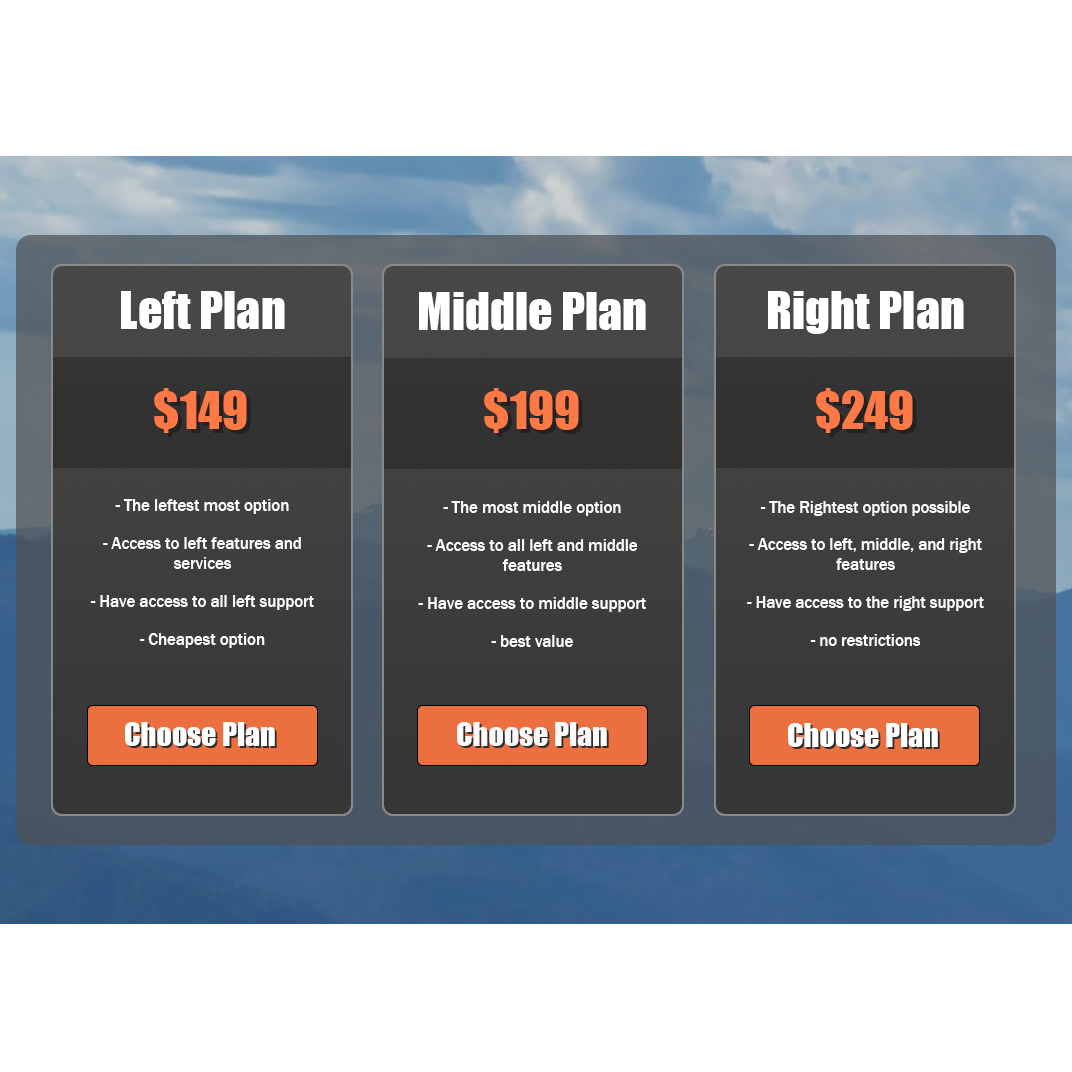 Left Plan
$149
- The leftest most option
- Access to left features and
services
- Have access to all left support
- Cheapest option
Choose Plan
Middle Plan
$199
- The most middle option
- Access to all left and middle
features
- Have access to middle support
- best value
Choose Plan
Right Plan
$249
- The Rightest option possible
- Access to left, middle, and right
features
- Have access to the right support
- no restrictions
Choose Plan